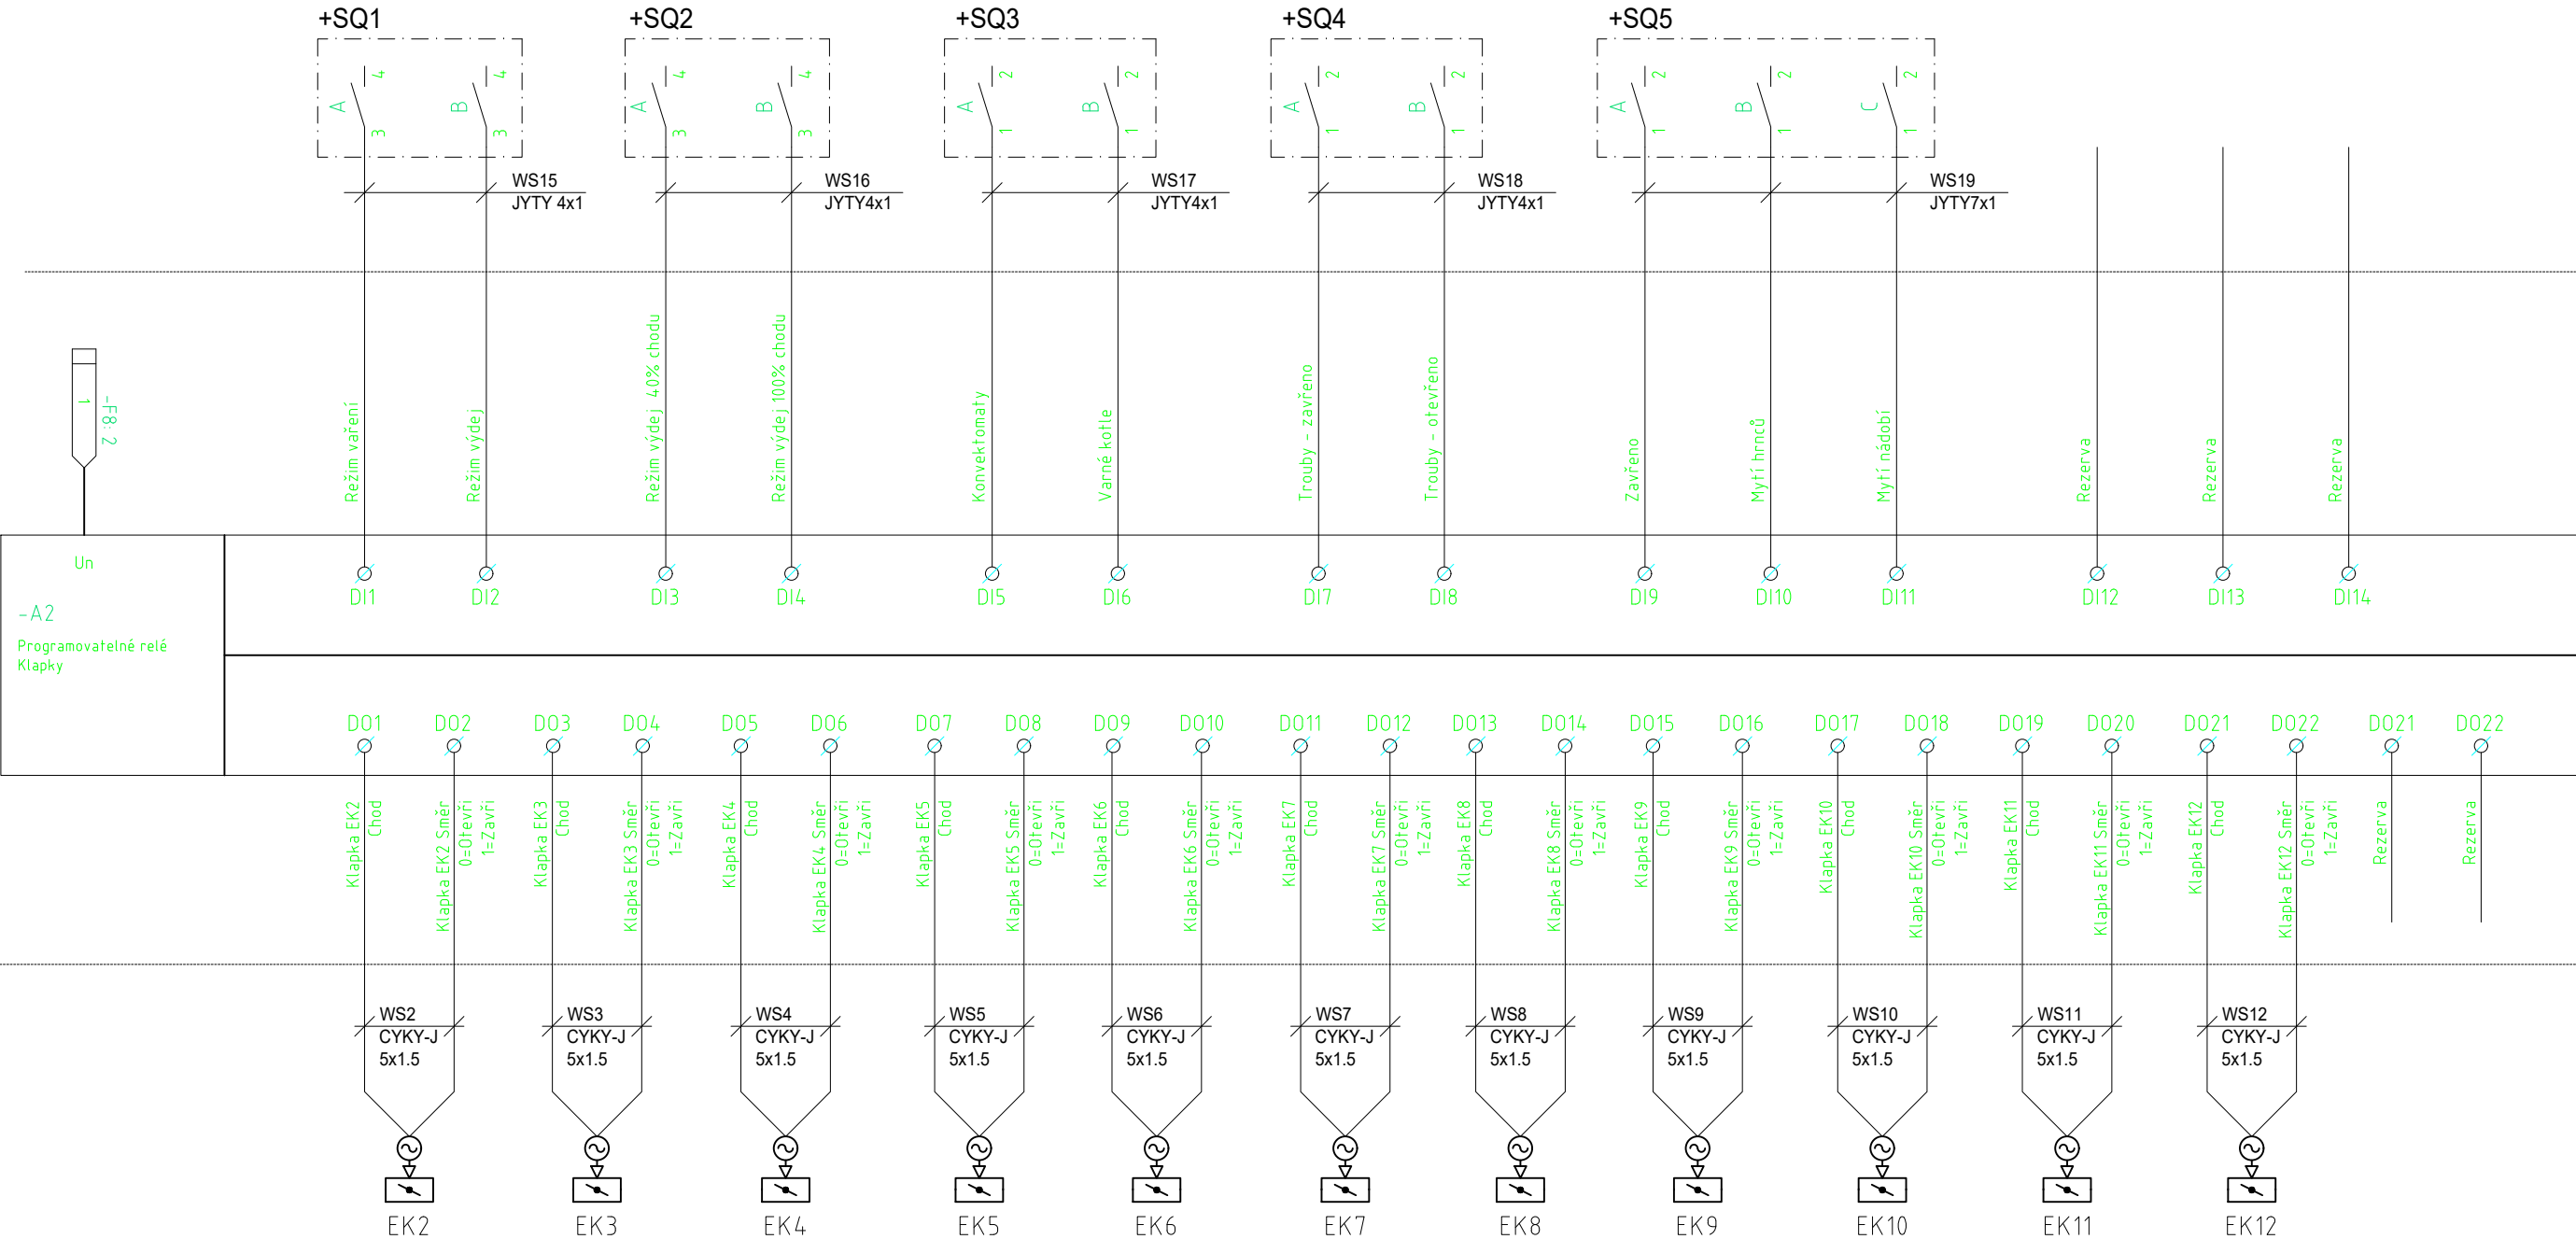 +SQ1
+SQ2
+SQ3
+SQ4
+SQ5
A
4
3
B
4
3
A
4
3
B
4
3
A
2
1
B
2
1
A
2
1
B
2
1
A
2
1
B
2
1
C
2
1
WS15
JYTY 4x1
WS16
JYTY4x1
WS17
JYTY4x1
WS18
JYTY4x1
WS19
JYTY7x1
1
-F8: 2
Režim vaření
Režim výdej
Režim výdej 40% chodu
Režim výdej 100% chodu
Konvektomaty
Varné kotle
Trouby - zavřeno
Trouby - otevřeno
Zavřeno
Mytí hrnců
Mytí nádobí
Rezerva
Rezerva
Rezerva
Un
-A2
Programovatelné relé
Klapky
DI1
DI2
DI3
DI4
DI5
DI6
DI7
DI8
DI9
DI10
DI11
DI12
DI13
DI14
DO1
DO2
DO3
DO4
DO5
DO6
DO7
DO8
DO9
DO10
DO11
DO12
DO13
DO14
DO15
DO16
DO17
DO18
DO19
DO20
DO21
DO22
DO21
DO22
Klapka EK2
Chod
Klapka EK2 Směr
0=Otevři
1=Zavři
Klapka EK3
Chod
Klapka EK3 Směr
0=Otevři
1=Zavři
Klapka EK4
Chod
Klapka EK4 Směr
0=Otevři
1=Zavři
Klapka EK5
Chod
Klapka EK5 Směr
0=Otevři
1=Zavři
Klapka EK6
Chod
Klapka EK6 Směr
0=Otevři
1=Zavři
Klapka EK7
Chod
Klapka EK7 Směr
0=Otevři
1=Zavři
Klapka EK8
Chod
Klapka EK8 Směr
0=Otevři
1=Zavři
Klapka EK9
Chod
Klapka EK9 Směr
0=Otevři
1=Zavři
Klapka EK10
Chod
Klapka EK10 Směr
0=Otevři
1=Zavři
Klapka EK11
Chod
Klapka EK11 Směr
0=Otevři
1=Zavři
Klapka EK12
Chod
Klapka EK12 Směr
0=Otevři
1=Zavři
Rezerva
Rezerva
WS2
CYKY-J
5x1.5
WS3
CYKY-J
5x1.5
WS4
CYKY-J
5x1.5
WS5
CYKY-J
5x1.5
WS6
CYKY-J
5x1.5
WS7
CYKY-J
5x1.5
WS8
CYKY-J
5x1.5
WS9
CYKY-J
5x1.5
WS10
CYKY-J
5x1.5
WS11
CYKY-J
5x1.5
WS12
CYKY-J
5x1.5
EK2
EK3
EK4
EK5
EK6
EK7
EK8
EK9
EK10
EK11
EK12